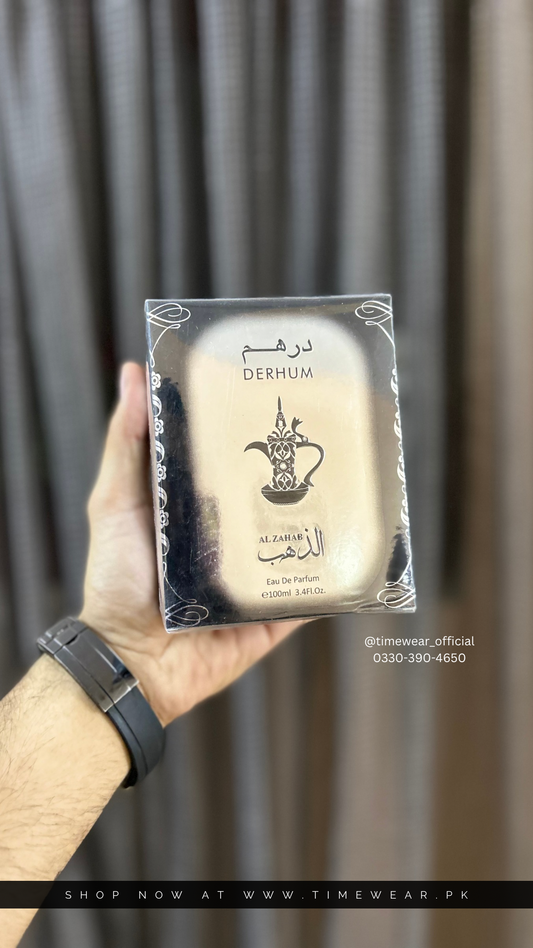 درهم
DERHUM
AL ZAHAB
الذهب
Eau De Parfum
℮100ml 3.4Fl.Oz.
@timewear_official
0330-390-4650
SHOP NOW AT WWW.TIMEWEAR.PK